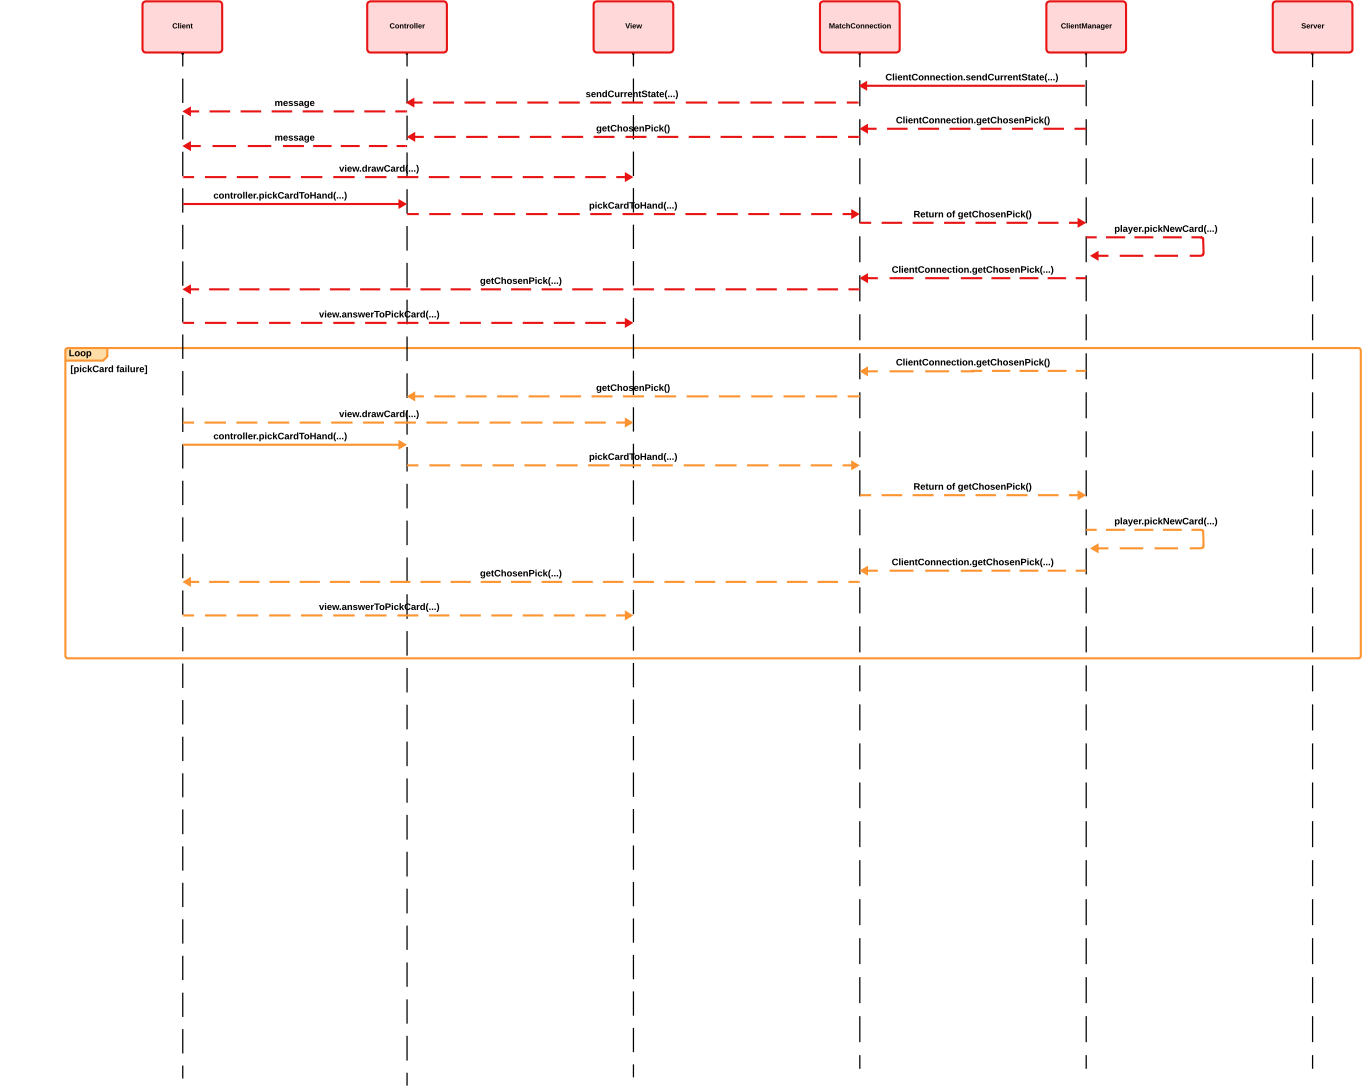 Client
Controller
View
MatchConnection
ClientManager
Server
ClientConnection.sendCurrentState(...)
sendCurrentState(...)
message
ClientConnection.getChosenPick()
getChosenPick()
message
view.drawCard(...)
controller.pickCardToHand(...)
pickCardToHand(...)
Return of getChosenPick()
player.pickNewCard(...)
ClientConnection.getChosenPick(...)
getChosenPick(...)
view.answerToPickCard(...)
Loop
[pickCard failure]
ClientConnection.getChosenPick()
getChosenPick()
view.drawCard(...)
controller.pickCardToHand(...)
pickCardToHand(...)
Return of getChosenPick()
player.pickNewCard(...)
ClientConnection.getChosenPick(...)
getChosenPick(...)
view.answerToPickCard(...)